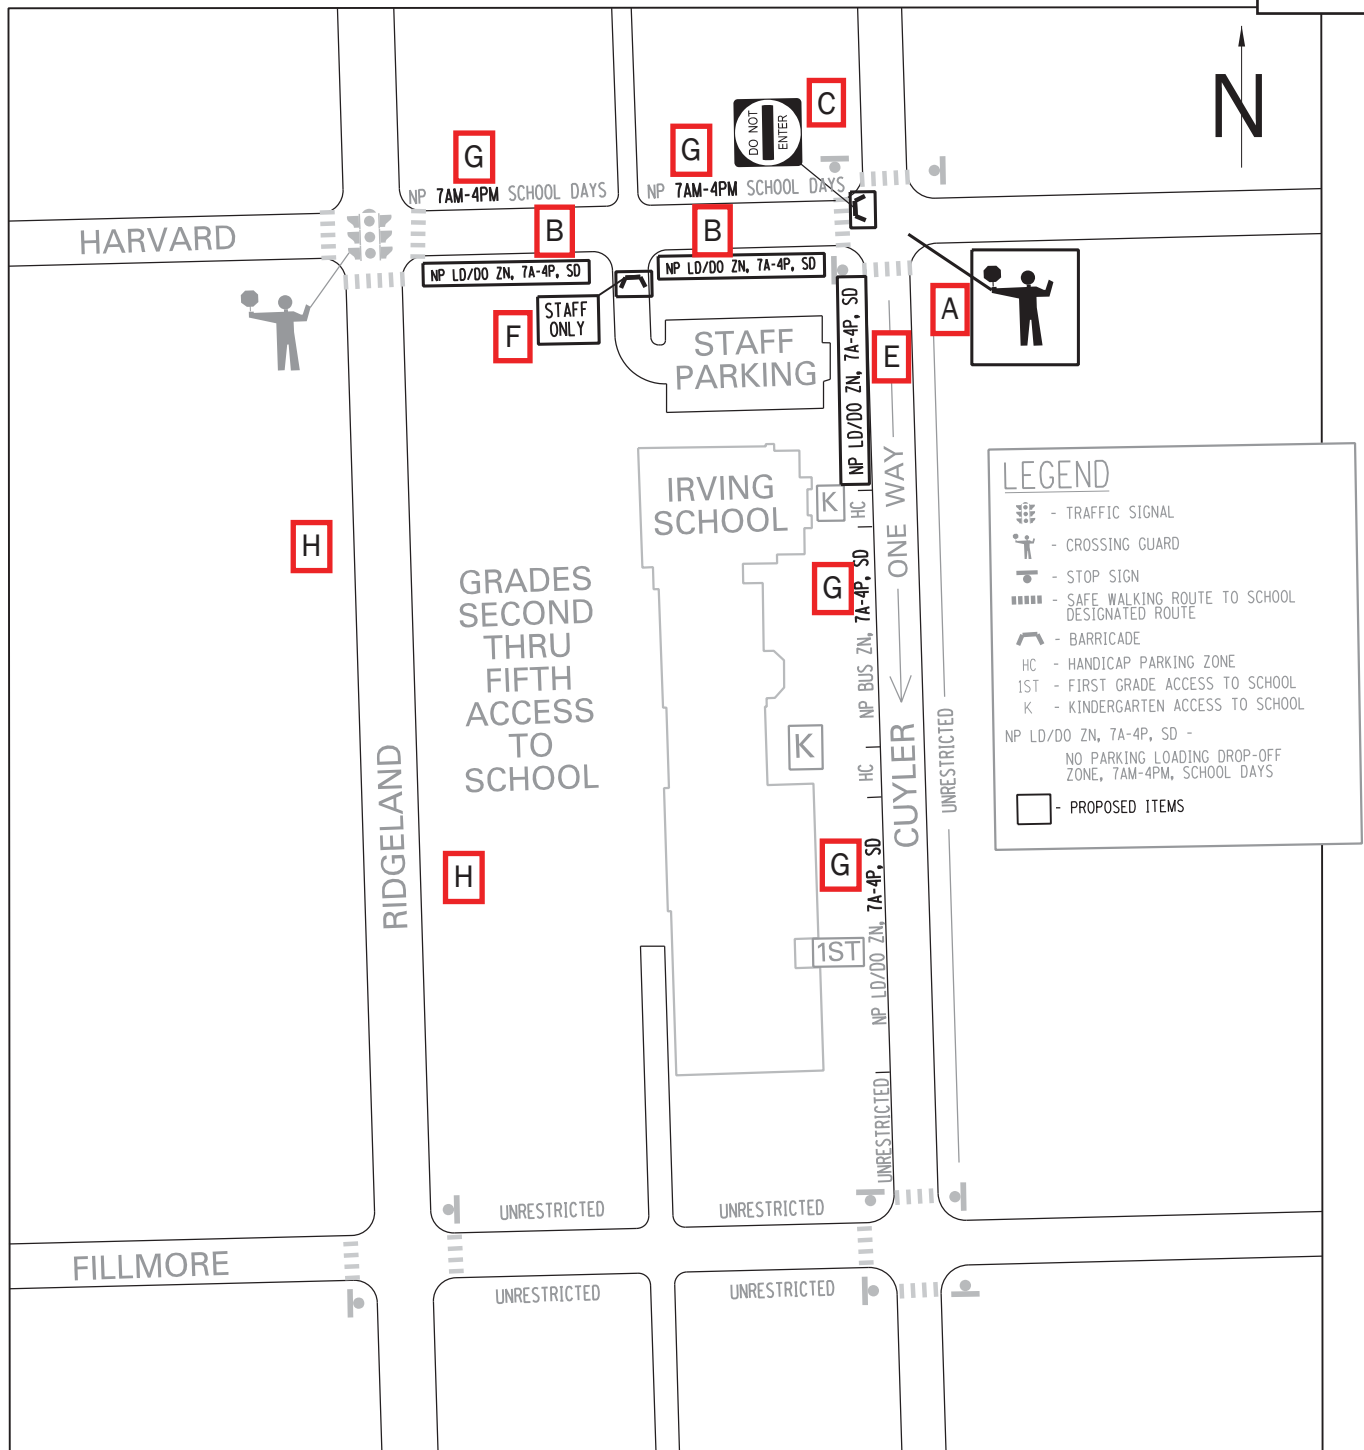 N
C
DO NOT
ENTER
G
G
NP 7AM-4PM SCHOOL DAYS
NP 7AM-4PM SCHOOL DAYS
HARVARD
B
B
NP LD/DO ZN, 7A-4P, SD
NP LD/DO ZN, 7A-4P, SD
A
F
STAFF
ONLY
STAFF
PARKING
NP LD/DO ZN, 7A-4P, SD
E
ONE WAY
IRVING
SCHOOL
K
HC
H
GRADES
SECOND
THRU
FIFTH
ACCESS
TO
SCHOOL
G
NP BUS ZN, 7A-4P, SD
K
HC
CUYLER
UNRESTRICTED
RIDGELAND
H
G
NP LD/DO ZN, 7A-4P, SD
1ST
UNRESTRICTED
LEGEND
- TRAFFIC SIGNAL
- CROSSING GUARD
- STOP SIGN
- SAFE WALKING ROUTE TO SCHOOL
DESIGNATED ROUTE
- BARRICADE
HC - HANDICAP PARKING ZONE
1ST - FIRST GRADE ACCESS TO SCHOOL
K - KINDERGARTEN ACCESS TO SCHOOL
NP LD/DO ZN, 7A-4P, SD -
NO PARKING LOADING DROP-OFF
ZONE, 7AM-4PM, SCHOOL DAYS
- PROPOSED ITEMS
UNRESTRICTED
UNRESTRICTED
FILLMORE
UNRESTRICTED
UNRESTRICTED